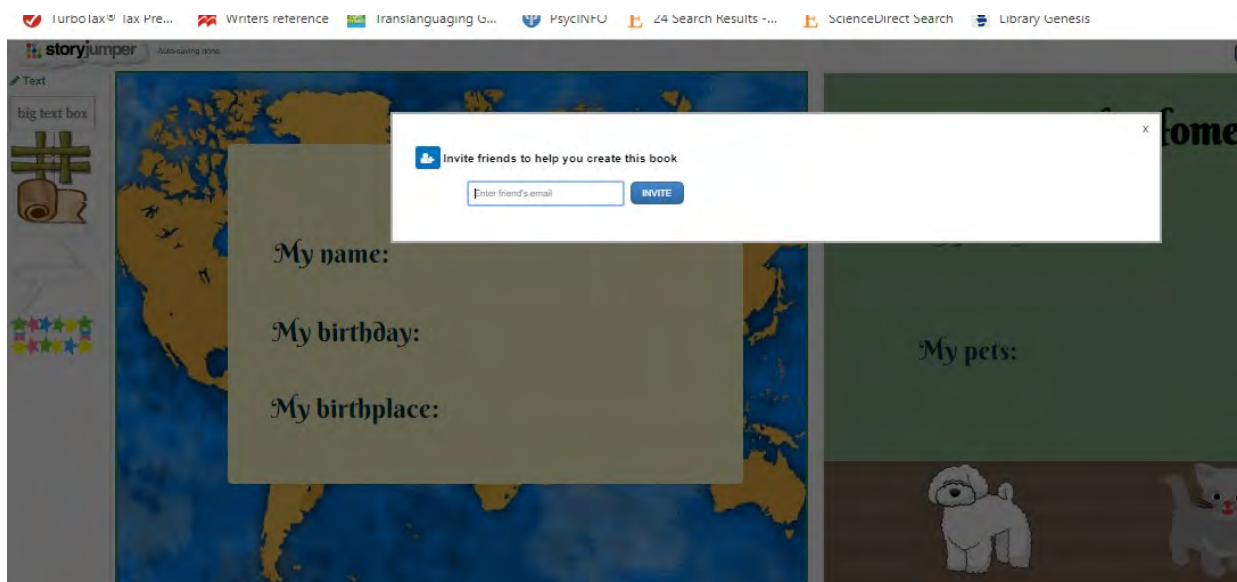 TurboTax® Tax Pre... Writers reference Translanguaging G... PsycINFO 24 Search Results -... ScienceDirect Search Library Genesis
storyjumper Auto-saving done.
Text
big text box
x
Invite friends to help you create this book
Enter friend's email INVITE
My name:
My birthday:
My pets:
My birthplace: